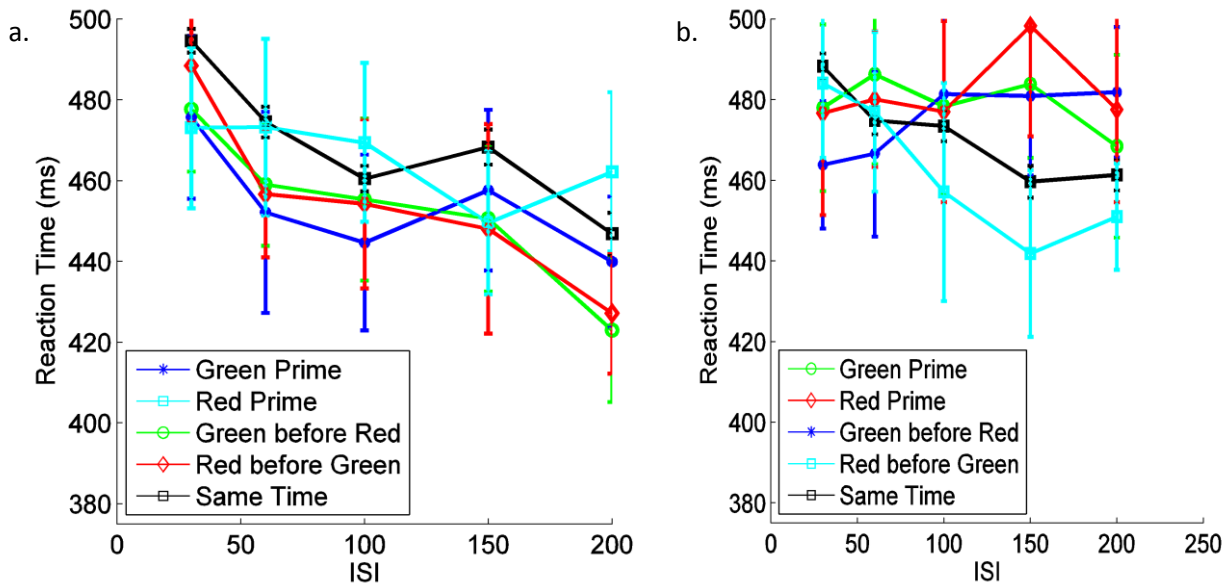 a.
500
480
460
440
420
400
380
Reaction Time (ms)
Green Prime
Red Prime
Green before Red
Red before Green
Same Time
0 50 100 150 200
ISI
b.
500
480
460
440
420
400
380
Reaction Time (ms)
Green Prime
Red Prime
Green before Red
Red before Green
Same Time
0 50 100 150 200 250
ISI